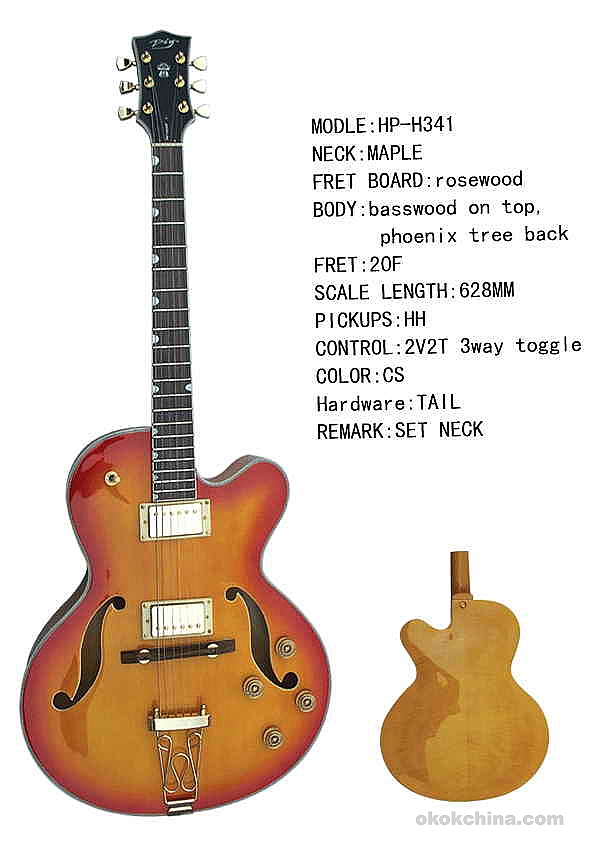 MODLE:HP-H341
NECK:MAPLE
FRET BOARD:rosewood
BODY:basswood on top,
phoenix tree back
FRET:20F
SCALE LENGTH:628MM
PICKUPS:HH
CONTROL:2V2T 3way toggle
COLOR:CS
Hardware:TAIL
REMARK:SET NECK
okokchina.com